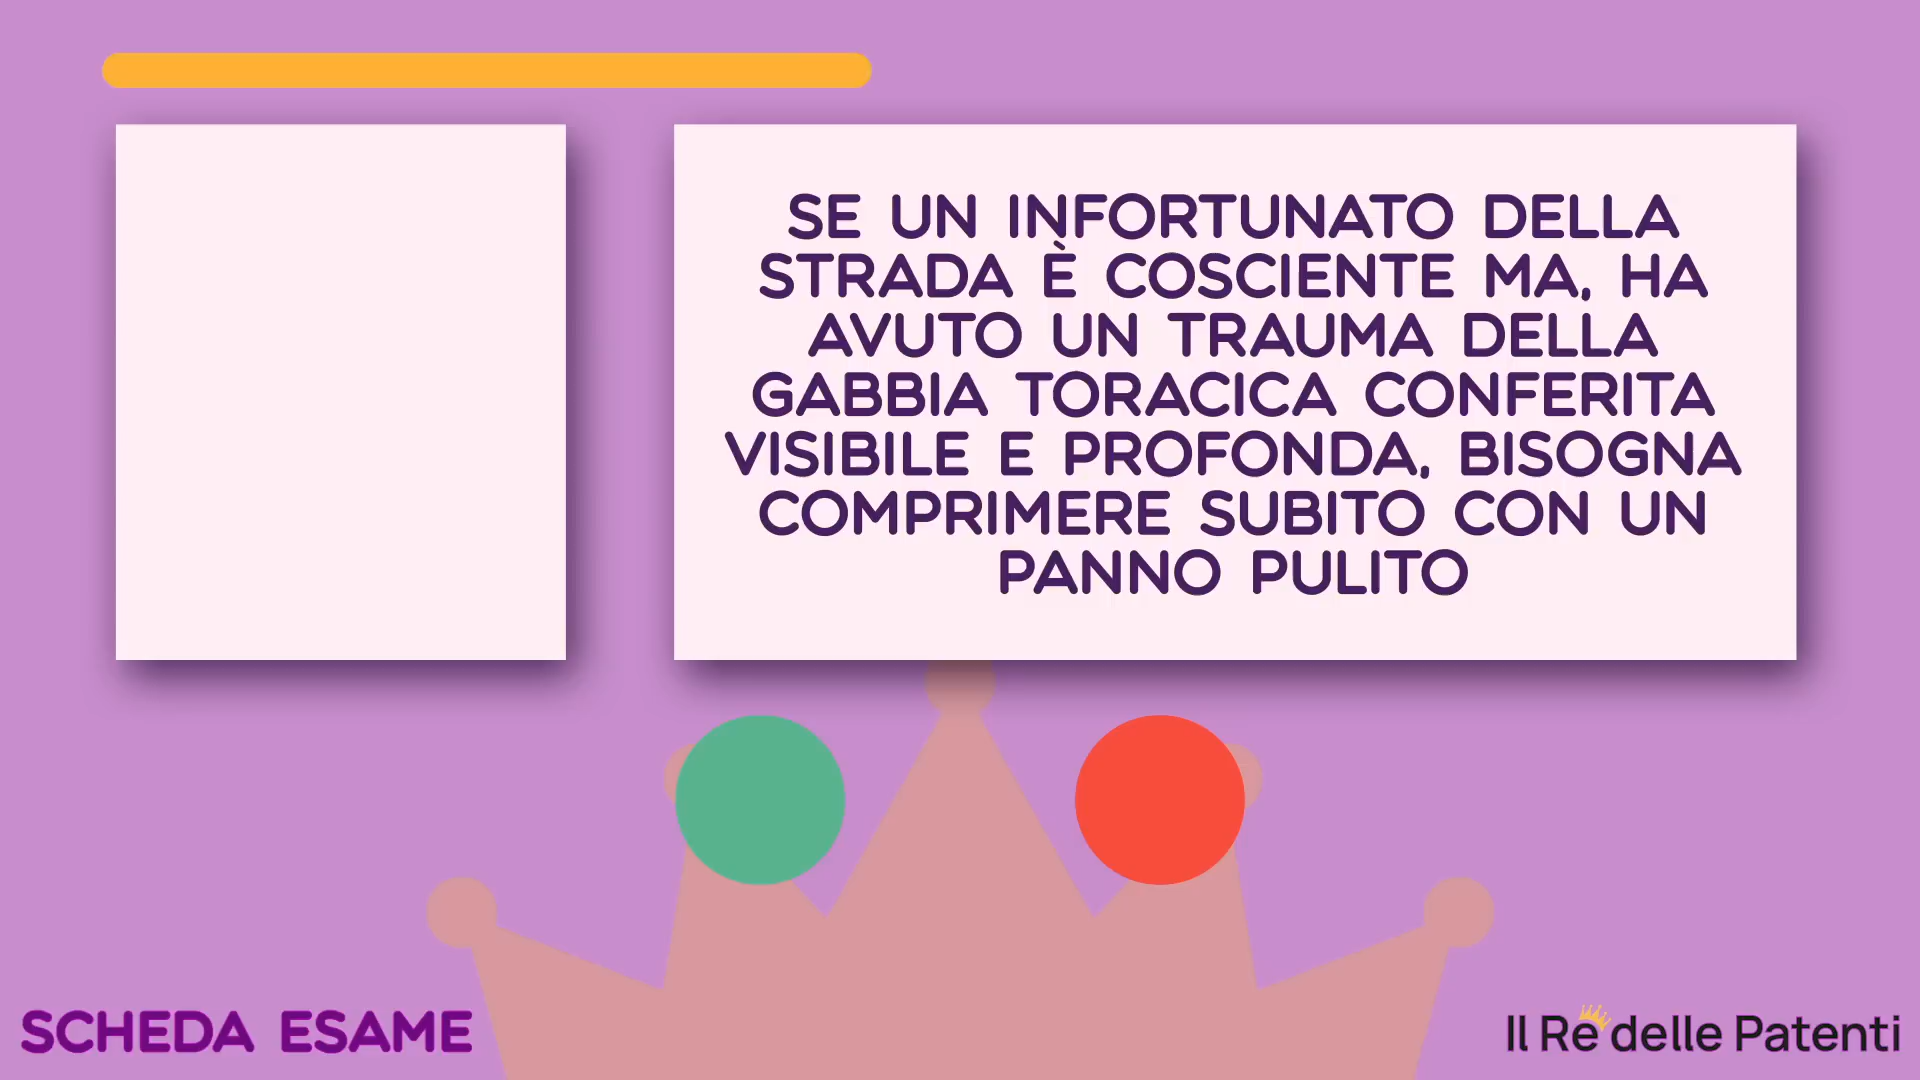 SE UN INFORTUNATO DELLA
STRADA È COSCIENTE MA, HA
AVUTO UN TRAUMA DELLA
GABBIA TORACICA CONFERITA
VISIBILE E PROFONDA, BISOGNA
COMPRIMERE SUBITO CON UN
PANNO PULITO
SCHEDA ESAME
Il Re delle Patenti